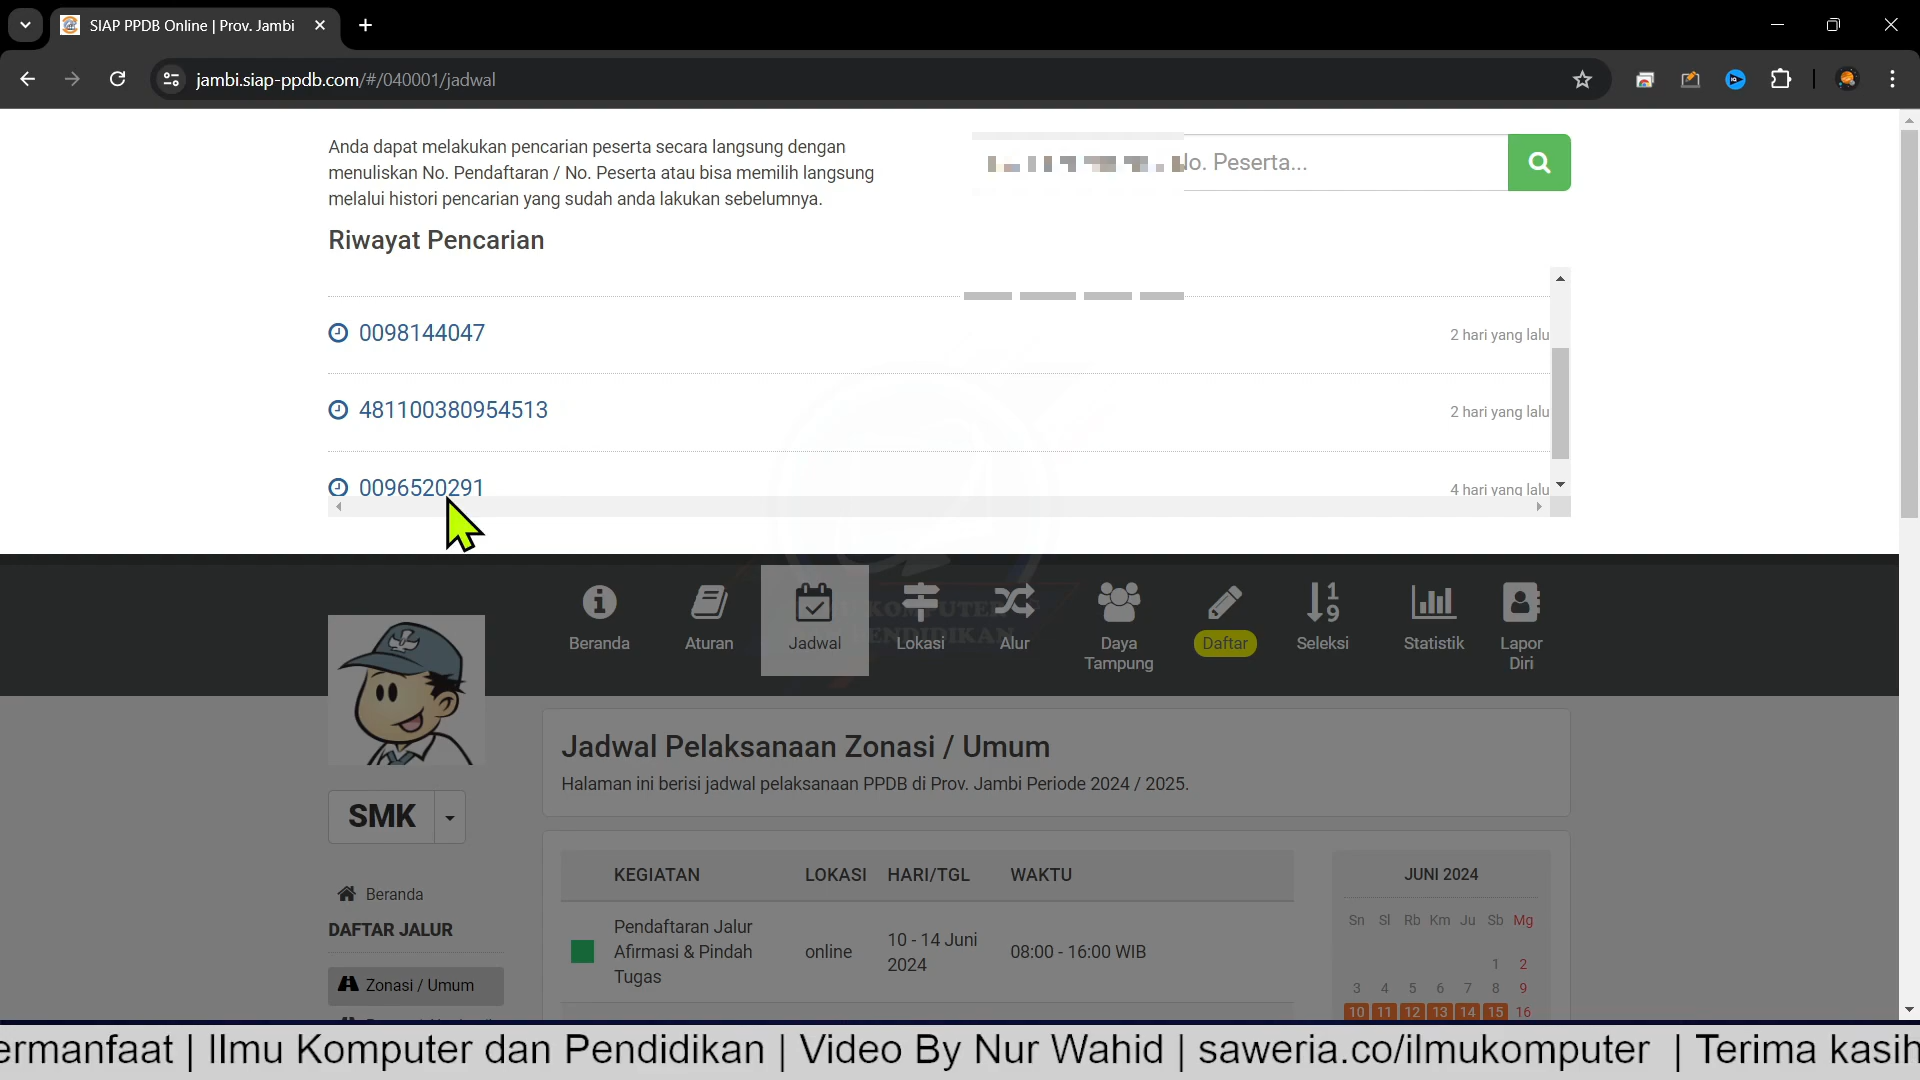 SIAP PPDB Online | Prov. Jambi
jambi.siap-ppdb.com/#/040001/jadwal
Anda dapat melakukan pencarian peserta secara langsung dengan
menuliskan No. Pendaftaran / No. Peserta atau bisa memilih langsung
melalui histori pencarian yang sudah anda lakukan sebelumnya.
Peserta...
Riwayat Pencarian
0098144047
2 hari yang lalu
481100380954513
2 hari yang lalu
0096520291
4 hari yang lalu
Beranda
Aturan
Jadwal
Lokasi
Alur
Daya
Tampung
Daftar
Seleksi
Statistik
Lapor
Diri
SMK
Beranda
DAFTAR JALUR
Zonasi / Umum
Jadwal Pelaksanaan Zonasi / Umum
Halaman ini berisi jadwal pelaksanaan PPDB di Prov. Jambi Periode 2024 / 2025.
KEGIATAN LOKASI HARI/TGL WAKTU
Pendaftaran Jalur
Afirmasi & Pindah
Tugas
online
10 - 14 Juni
2024
08:00 - 16:00 WIB
JUNI 2024
Sn Sl Rb Km Ju Sb Mg
1 2
3 4 5 6 7 8 9
10 11 12 13 14 15 16
ermanfaat | Ilmu Komputer dan Pendidikan | Video By Nur Wahid | saweria.co/ilmukomputer | Terima kasih